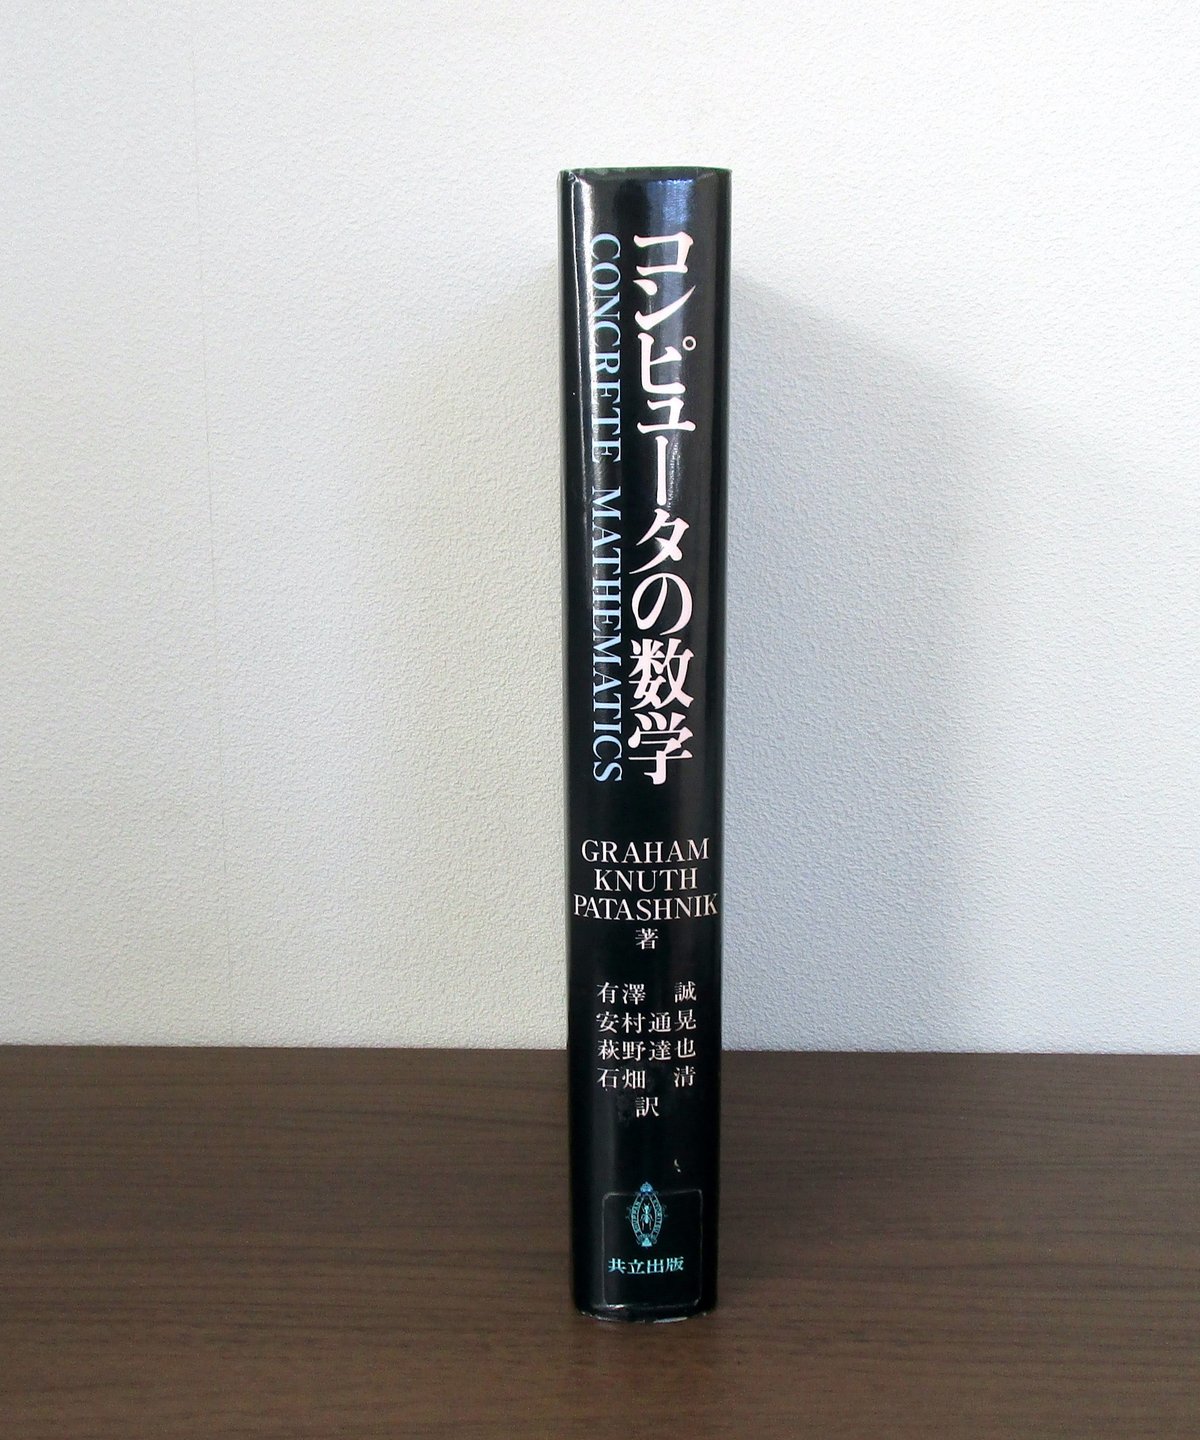 コンピュータの数学
CONCRETE MATHEMATICS
GRAHAM
KNUTH
PATASHNIK
著
有澤 誠
安村通晃
萩野達也
石畑 清
訳
共立出版